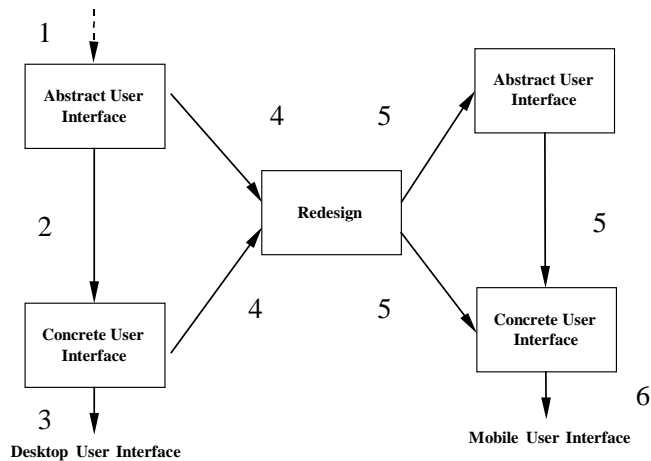 1
Abstract User
Interface
Abstract User
Interface
4
5
Redesign
2
5
4
5
Concrete User
Interface
Concrete User
Interface
3
6
Desktop User Interface
Mobile User Interface